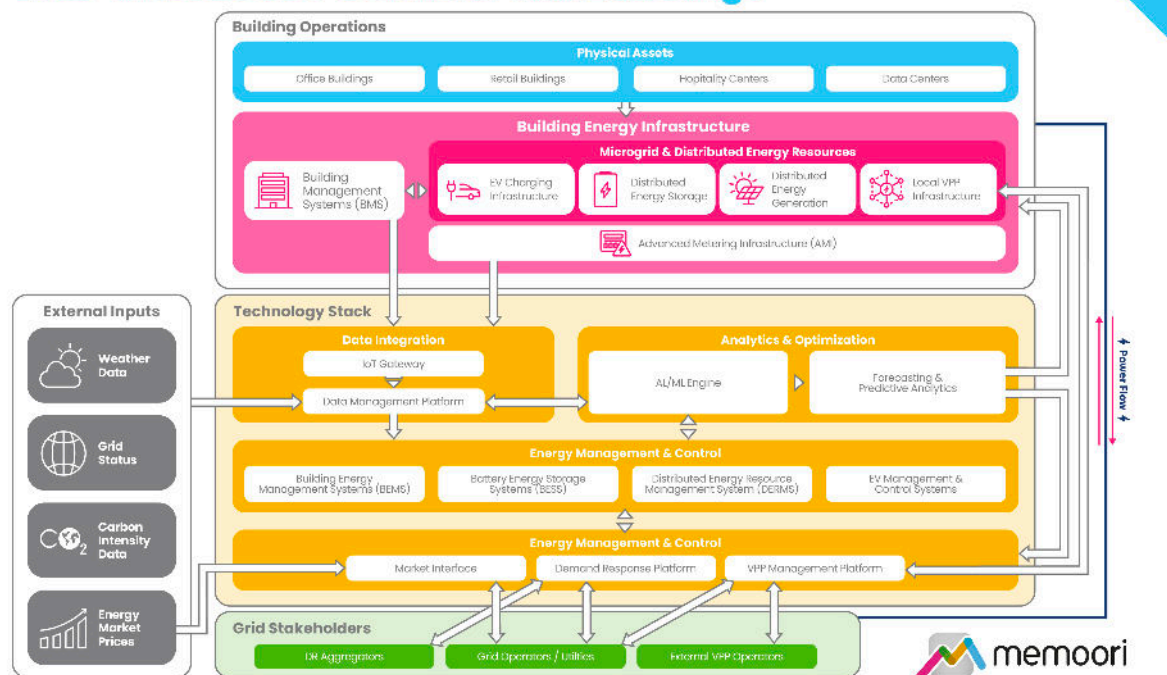 Building Operations
Physical Assets
Office Buildings
Retail Buildings
Hopitality Centers
Data Centers
Building Energy Infrastructure
Microgrid & Distributed Energy Resources
Building
Management
Systems (BMS)
EV Charging
Infrastructure
Distributed
Energy Storage
Distributed
Energy
Generation
Local VPP
Infrastructure
Advanced Metering Infrastructure (AMI)
External Inputs
Weather
Data
Grid
Status
CO2
Carbon
Intensity
Data
Energy
Market
Prices
Technology Stack
Data Integration
IoT Gateway
Data Management Platform
Analytics & Optimization
AL/ML Engine
Forecasting &
Predictive Analytics
Power Flow
Energy Management & Control
Building Energy
Management Systems (BEMS)
Battery Energy Storage
Systems (BESS)
Distributed Energy Resource
Management System (DERMS)
EV Management &
Control Systems
Energy Management & Control
Market Interface
Demand Response Platform
VPP Management Platform
Grid Stakeholders
DR Aggregators
Grid Operators / Utilities
External VPP Operators
memoori